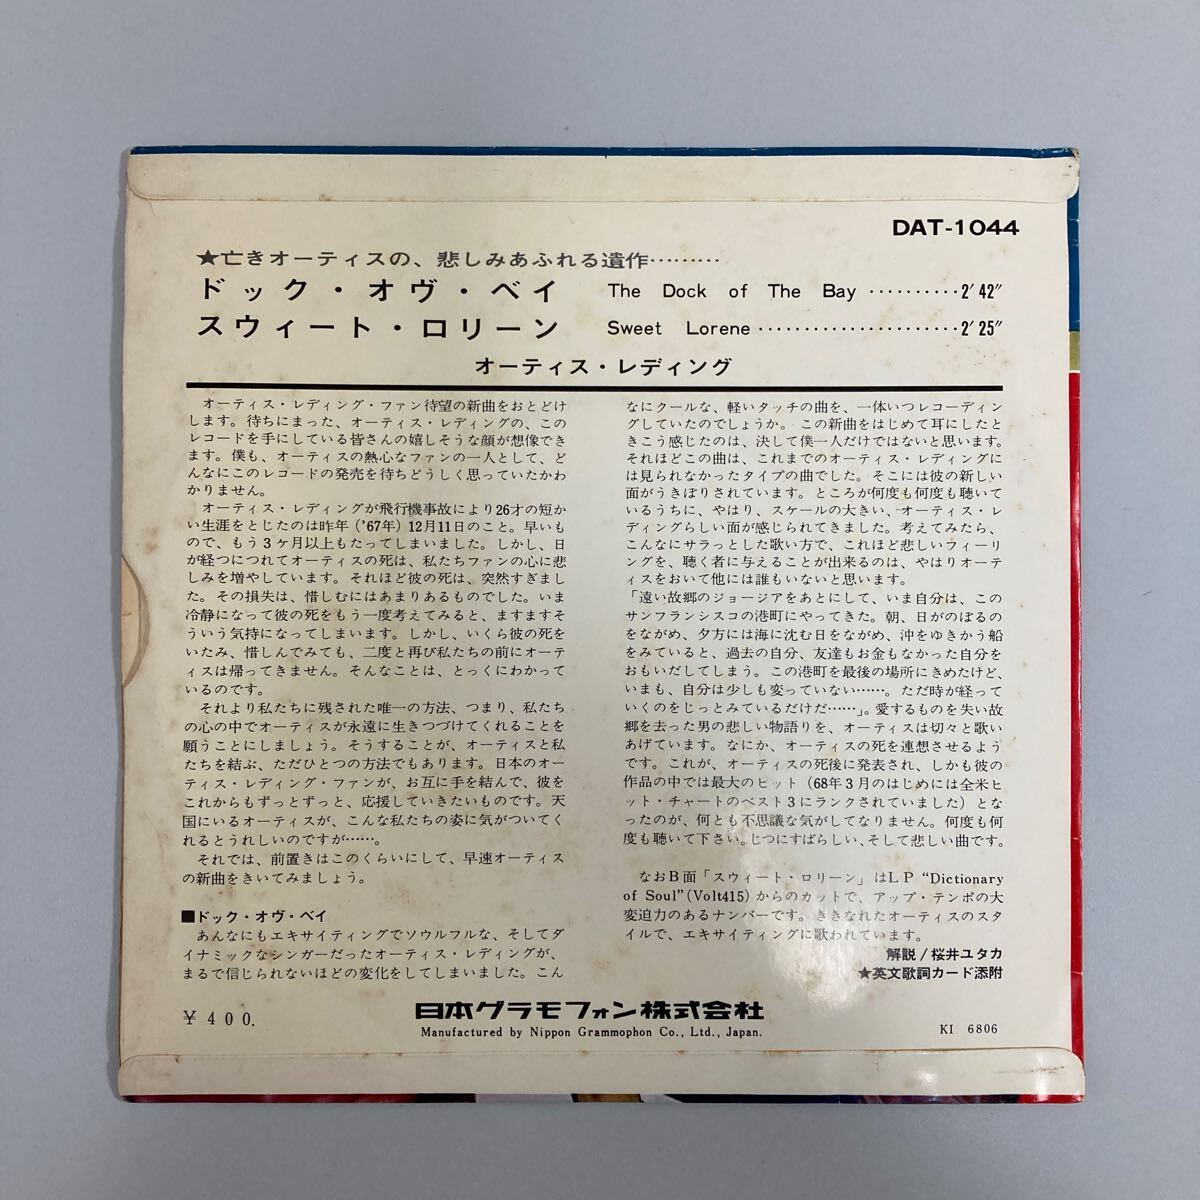 DAT-1044
★亡きオーティスの、悲しみあふれる遺作………
ドック・オヴ・ベイ The Dock of The Bay ··········2′42″
スウィート・ロリーン Sweet Lorene ······················2′25″
オーティス・レディング
オーティス・レディング・ファン待望の新曲をおとどけ
します。待ちにまった、オーティス・レディングの、この
レコードを手にしている皆さんの嬉しそうな顔が想像でき
ます。僕も、オーティスの熱心なファンの一人として、ど
んなにこのレコードの発売を待ちどうしく思っていたかわ
かりません。
オーティス・レディングが飛行機事故により26才の短か
い生涯をとじたのは昨年（'67年）12月11日のこと。早いも
ので、もう3ヶ月以上もたってしまいました。しかし、日
が経つにつれてオーティスの死は、私たちファンの心に悲
しみを増やしています。それほど彼の死は、突然すぎまし
た。その損失は、惜しむにはあまりあるものでした。いま
冷静になって彼の死をもう一度考えてみると、ますますそ
ういう気持になってしまいます。しかし、いくら彼の死を
いたみ、惜しんでみても、二度と再び私たちの前にオーテ
ィスは帰ってきません。そんなことは、とっくにわかって
いるのです。
それより私たちに残された唯一の方法、つまり、私たち
の心の中でオーティスが永遠に生きつづけてくれることを
願うことにしましょう。そうすることが、オーティスと私
たちを結ぶ、ただひとつの方法でもあります。日本のオー
ティス・レディング・ファンが、お互に手を結んで、彼を
これからもずっとずっと、応援していきたいものです。天
国にいるオーティスが、こんな私たちの姿に気がついてく
れるとうれしいのですが……。
それでは、前置きはこのくらいにして、早速オーティス
の新曲をきいてみましょう。
■ドック・オヴ・ベイ
あんなにもエキサイティングでソウルフルな、そしてダ
イナミックなシンガーだったオーティス・レディングが、
まるで信じられないほどの変化をしてしまいました。こん
なにクールな、軽いタッチの曲を、一体いつレコーディン
グしていたのでしょうか。この新曲をはじめて耳にしたと
きこう感じたのは、決して僕一人だけではないと思います。
それほどこの曲は、これまでのオーティス・レディングに
は見られなかったタイプの曲でした。そこには彼の新しい
面がうきぼりされています。ところが何度も何度も聴いて
いるうちに、やはり、スケールの大きい、オーティス・レ
ディングらしい面が感じられてきました。考えてみたら、
こんなにサラっとした歌い方で、これほど悲しいフィーリ
ングを、聴く者に与えることが出来るのは、やはりオーテ
ィスをおいて他には誰もいないと思います。
「遠い故郷のジョージアをあとにして、いま自分は、この
サンフランシスコの港町にやってきた。朝、日がのぼるの
をながめ、夕方には海に沈む日をながめ、沖をゆきかう船
をみていると、過去の自分、友達もお金もなかった自分を
おもいだしてしまう。この港町を最後の場所にきめたけど、
いまも、自分は少しも変っていない……。ただ時が経って
いくのをじっとみているだけだ……」。愛するものを失い故
郷を去った男の悲しい物語りを、オーティスは切々と歌い
あげています。なにか、オーティスの死を連想させるよう
です。これが、オーティスの死後に発表され、しかも彼の
作品の中では最大のヒット（68年3月のはじめには全米ヒ
ット・チャートのベスト3にランクされていました）とな
ったのが、何とも不思議な気がしてなりません。何度も何
度も聴いて下さい。じつにすばらしい、そして悲しい曲です。
なおB面「スウィート・ロリーン」はLP “Dictionary
of Soul”(Volt415) からのカットで、アップ・テンポの大
変迫力のあるナンバーです。ききなれたオーティスのスタ
イルで、エキサイティングに歌われています。
解説/桜井ユタカ
★英文歌詞カード添附
¥400.
日本グラモフォン株式会社
Manufactured by Nippon Grammophon Co., Ltd., Japan.
KI 6806